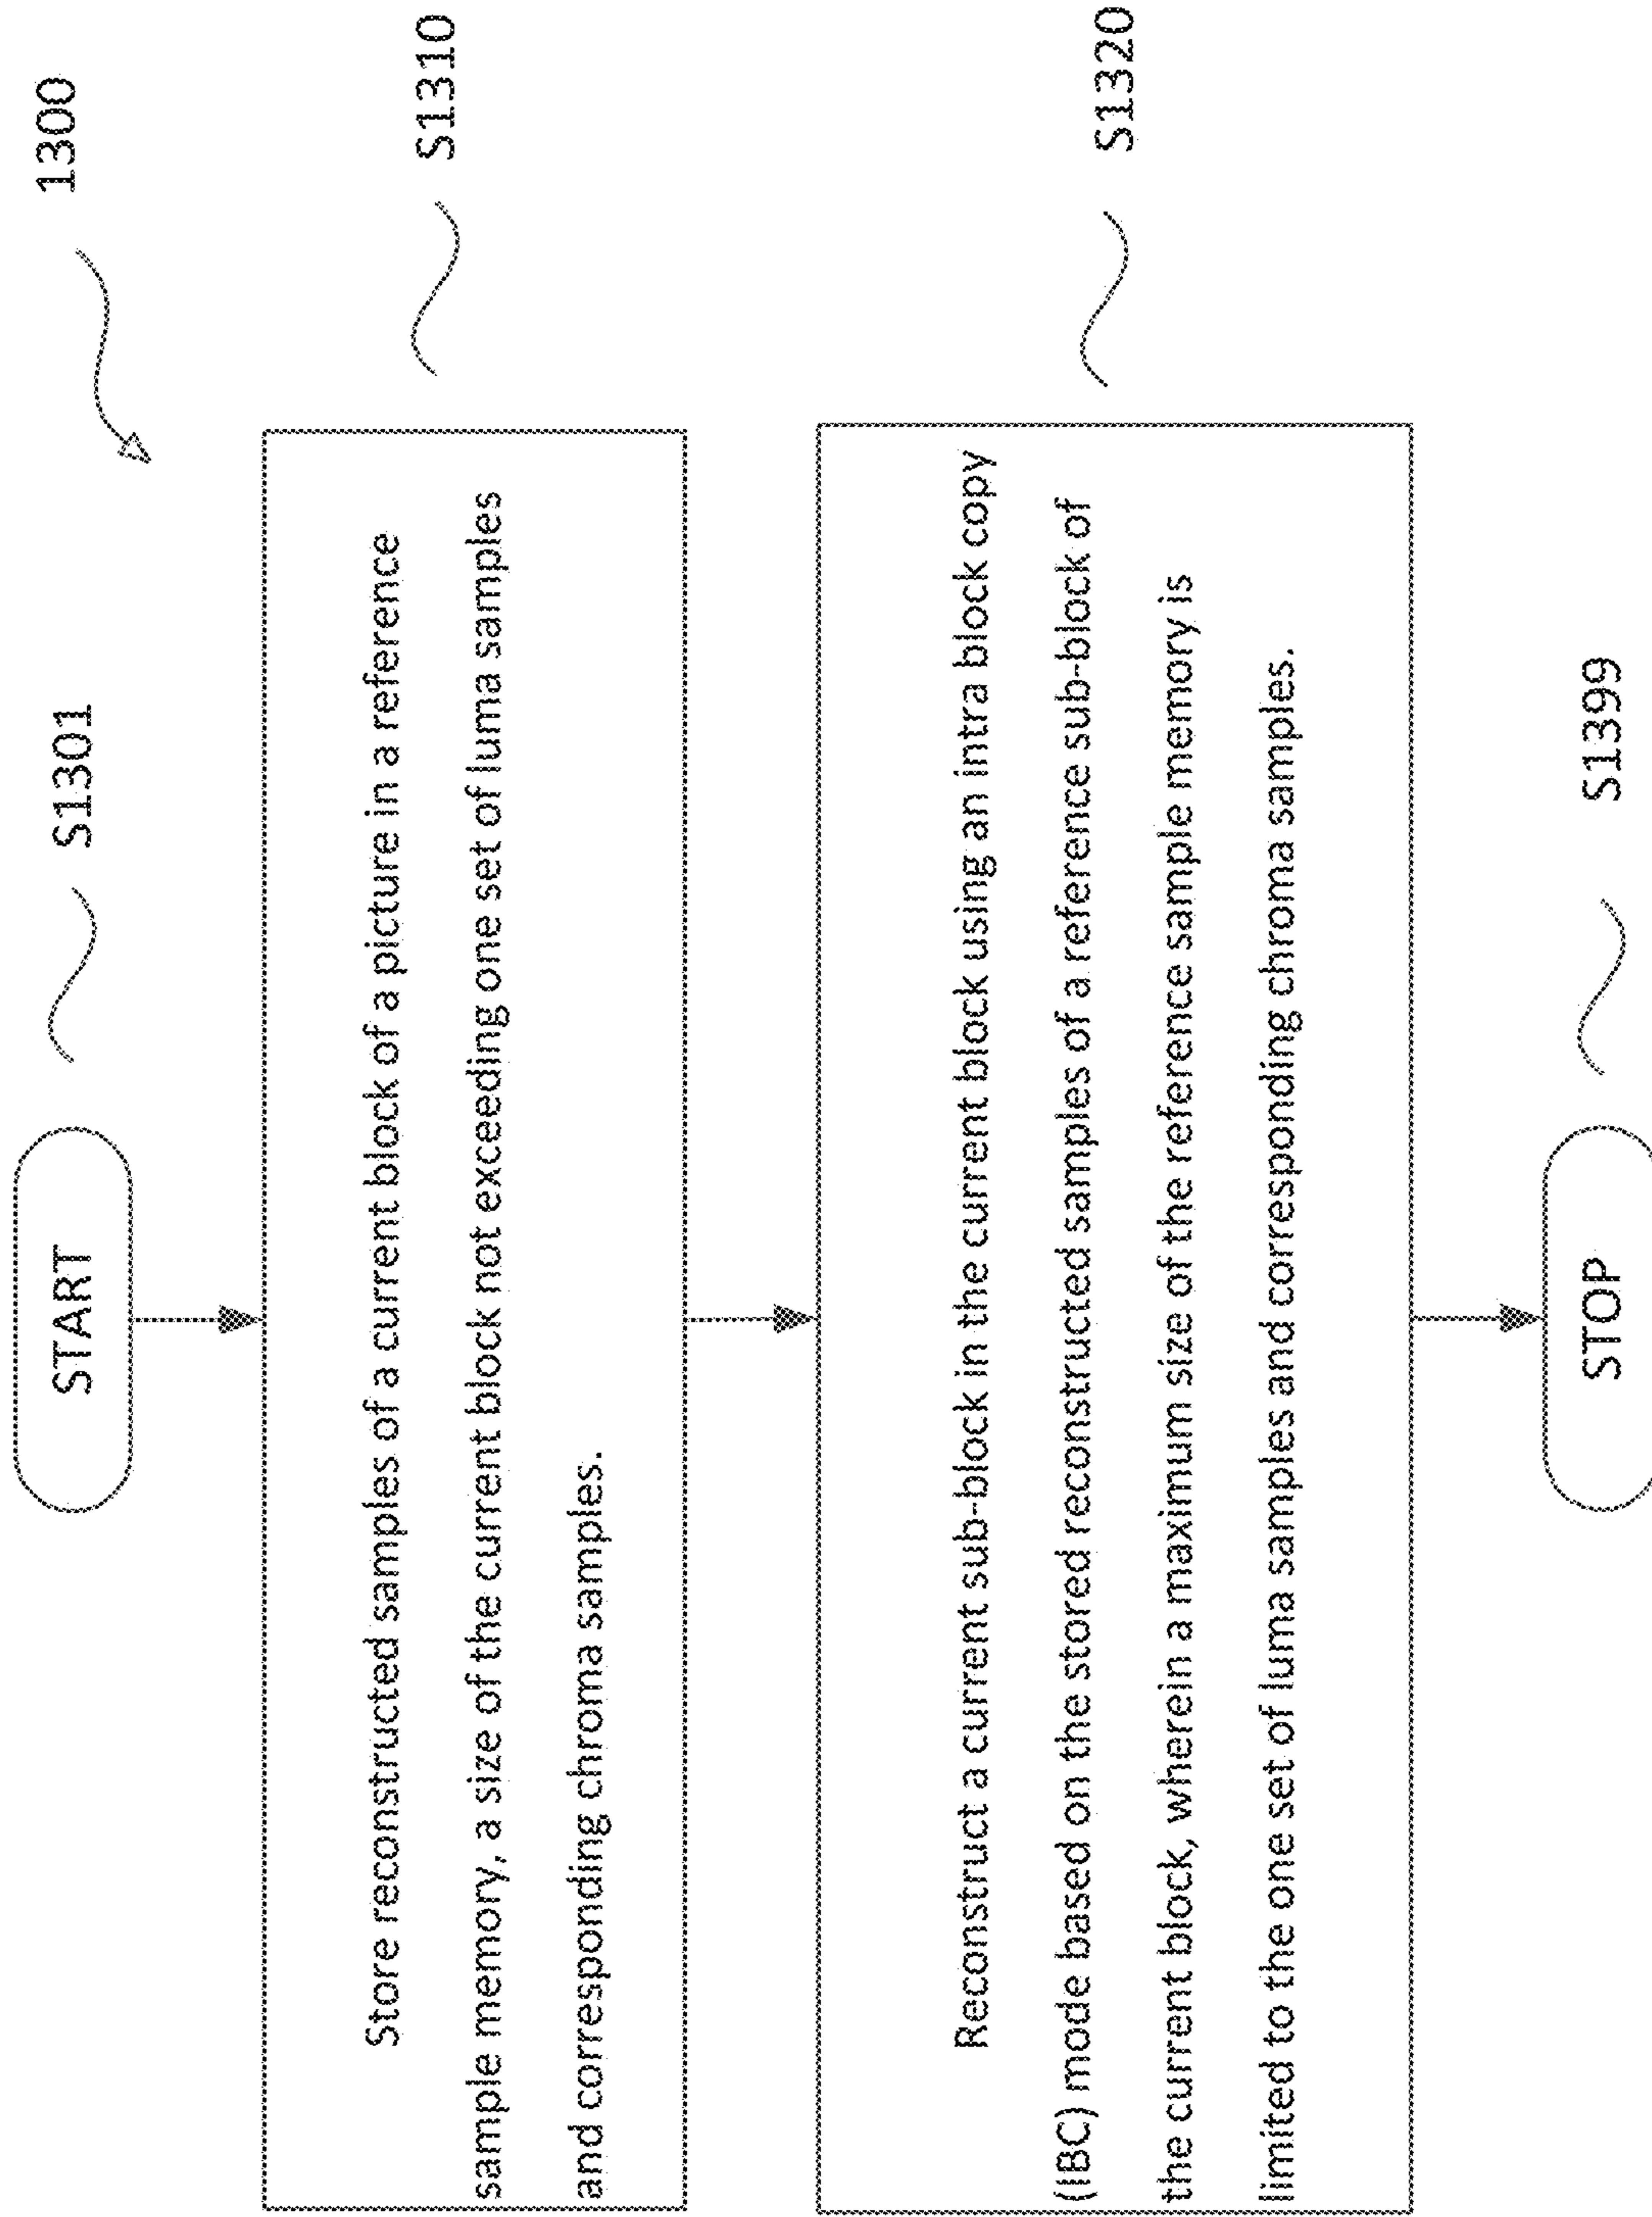 1300
START
S1301
Store reconstructed samples of a current block of a picture in a reference
sample memory, a size of the current block not exceeding one set of luma samples
and corresponding chroma samples.
S1310
Reconstruct a current sub-block in the current block using an intra block copy
(IBC) mode based on the stored reconstructed samples of a reference sub-block of
the current block, wherein a maximum size of the reference sample memory is
limited to the one set of luma samples and corresponding chroma samples.
S1320
STOP
S1399